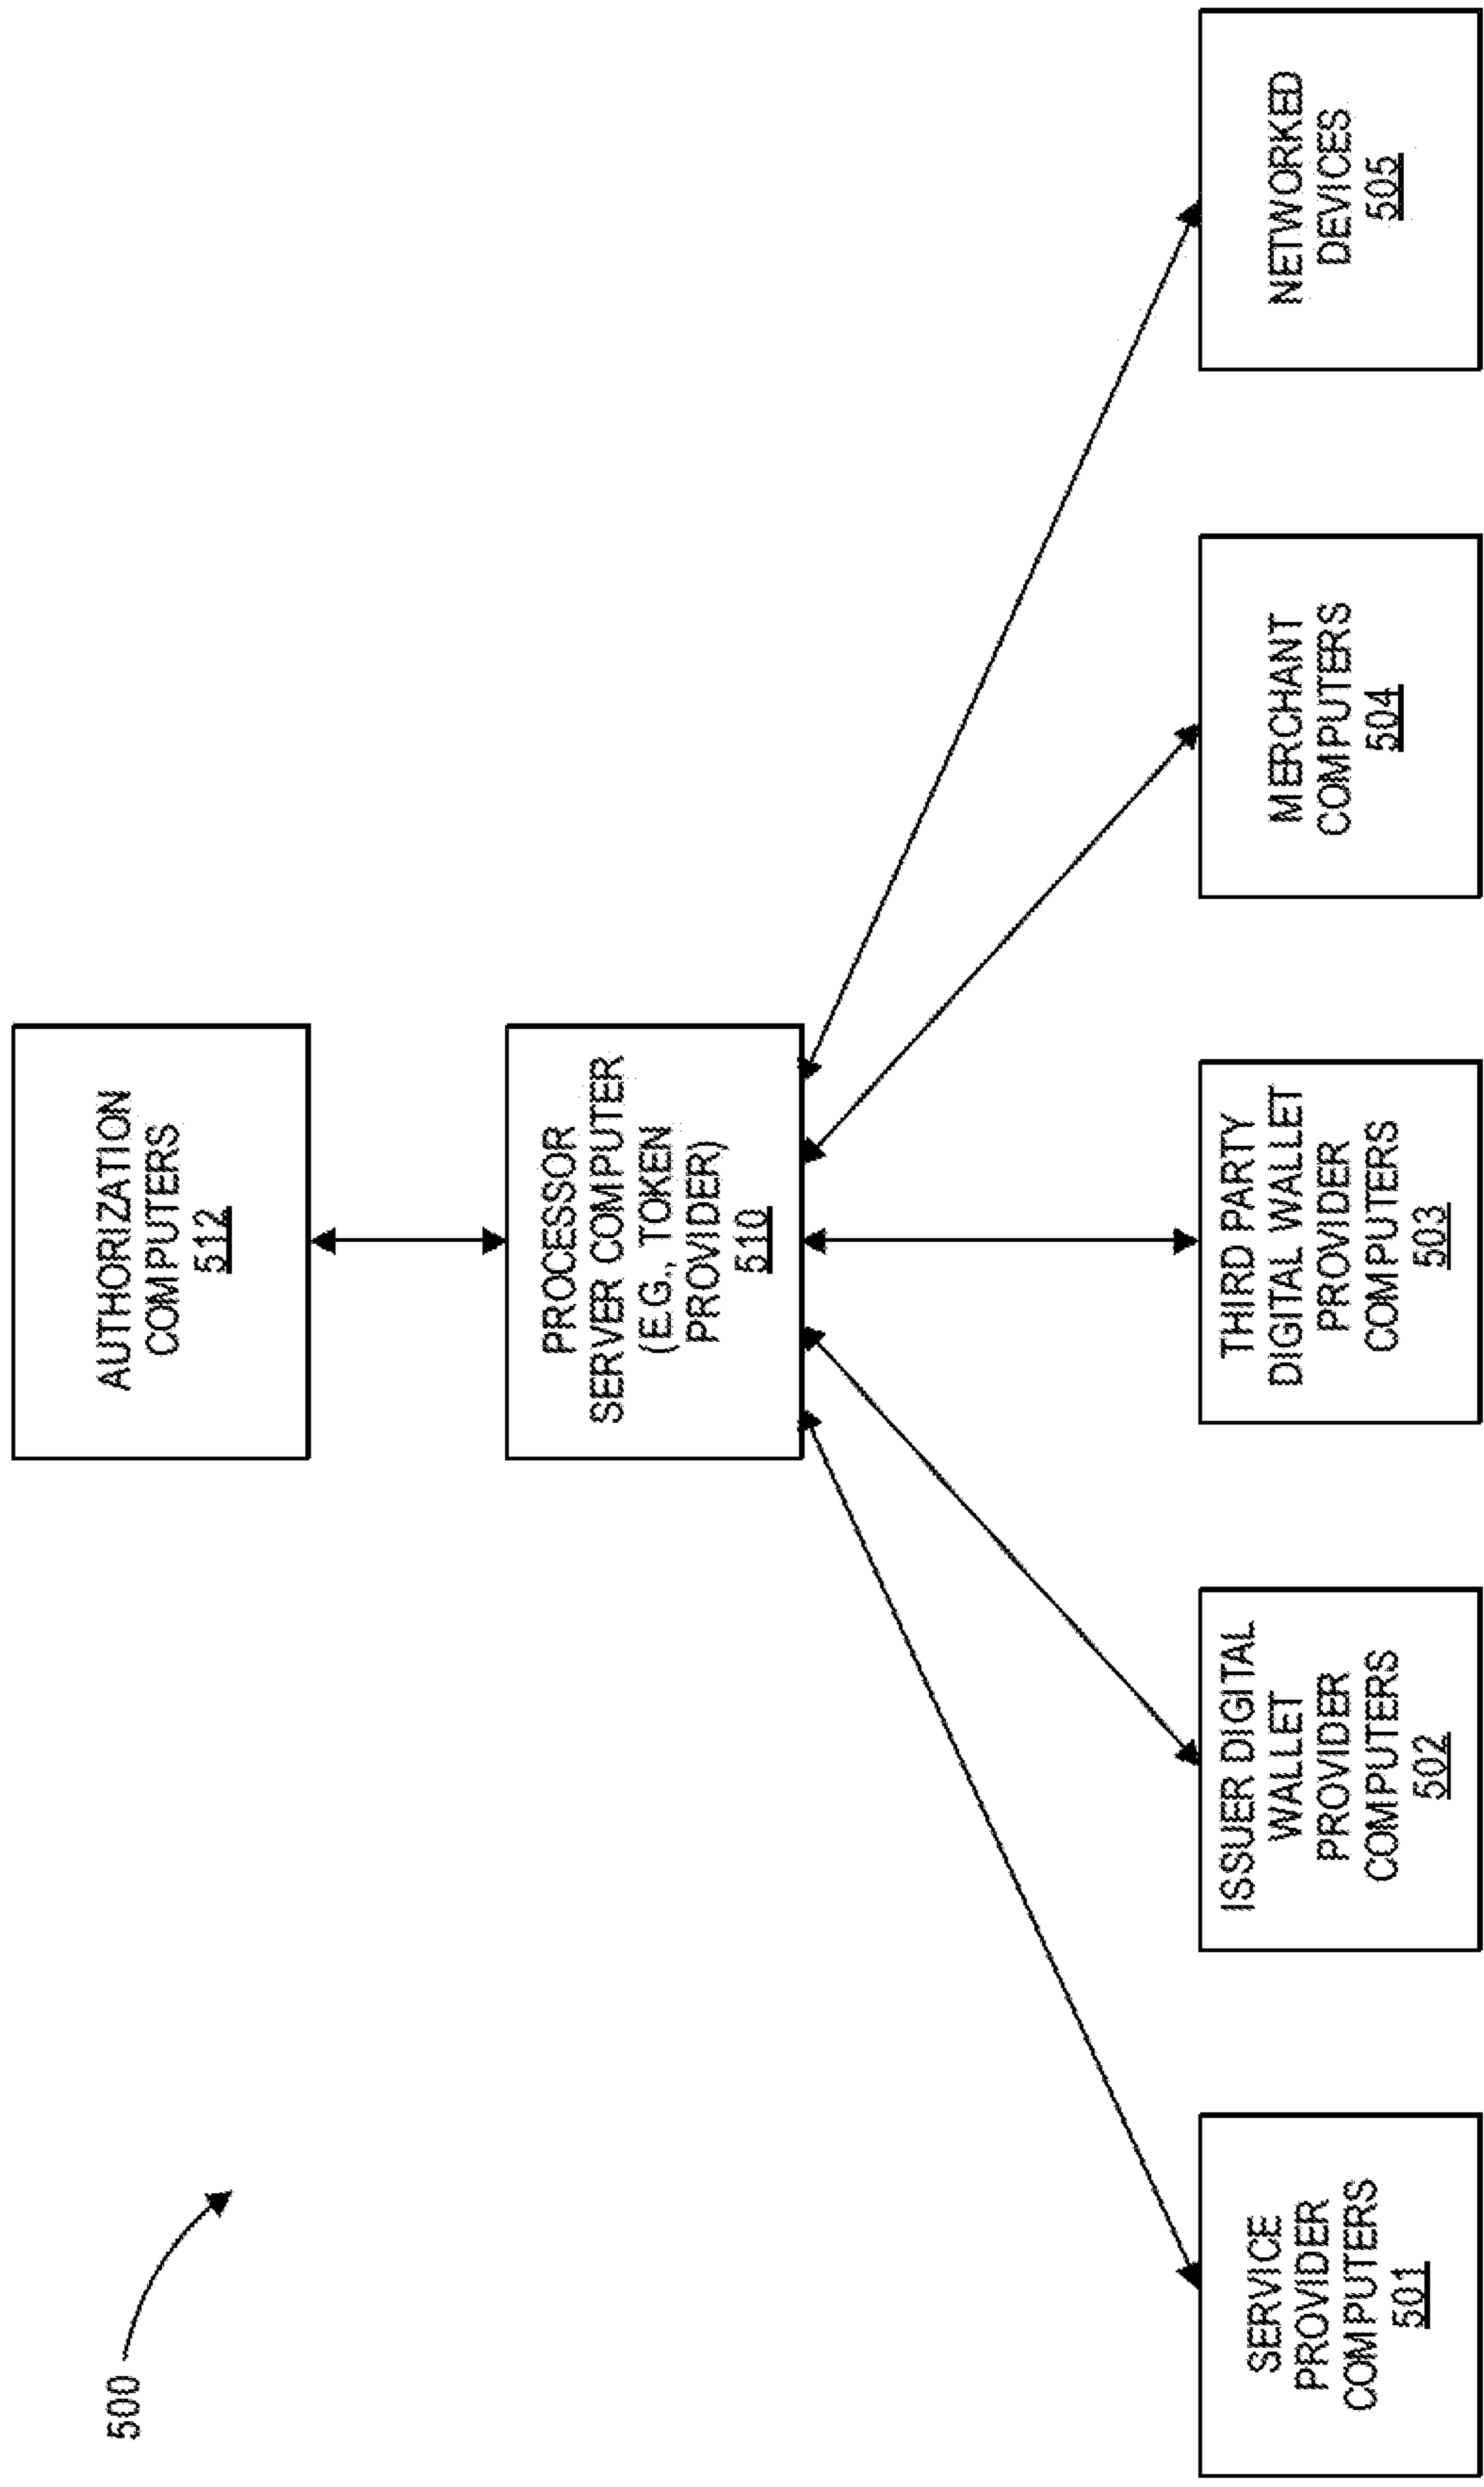 500
AUTHORIZATION
COMPUTERS
512
PROCESSOR
SERVER COMPUTER
(E.G., TOKEN
PROVIDER)
510
SERVICE
PROVIDER
COMPUTERS
501
ISSUER DIGITAL
WALLET
PROVIDER
COMPUTERS
502
THIRD PARTY
DIGITAL WALLET
PROVIDER
COMPUTERS
503
MERCHANT
COMPUTERS
504
NETWORKED
DEVICES
505